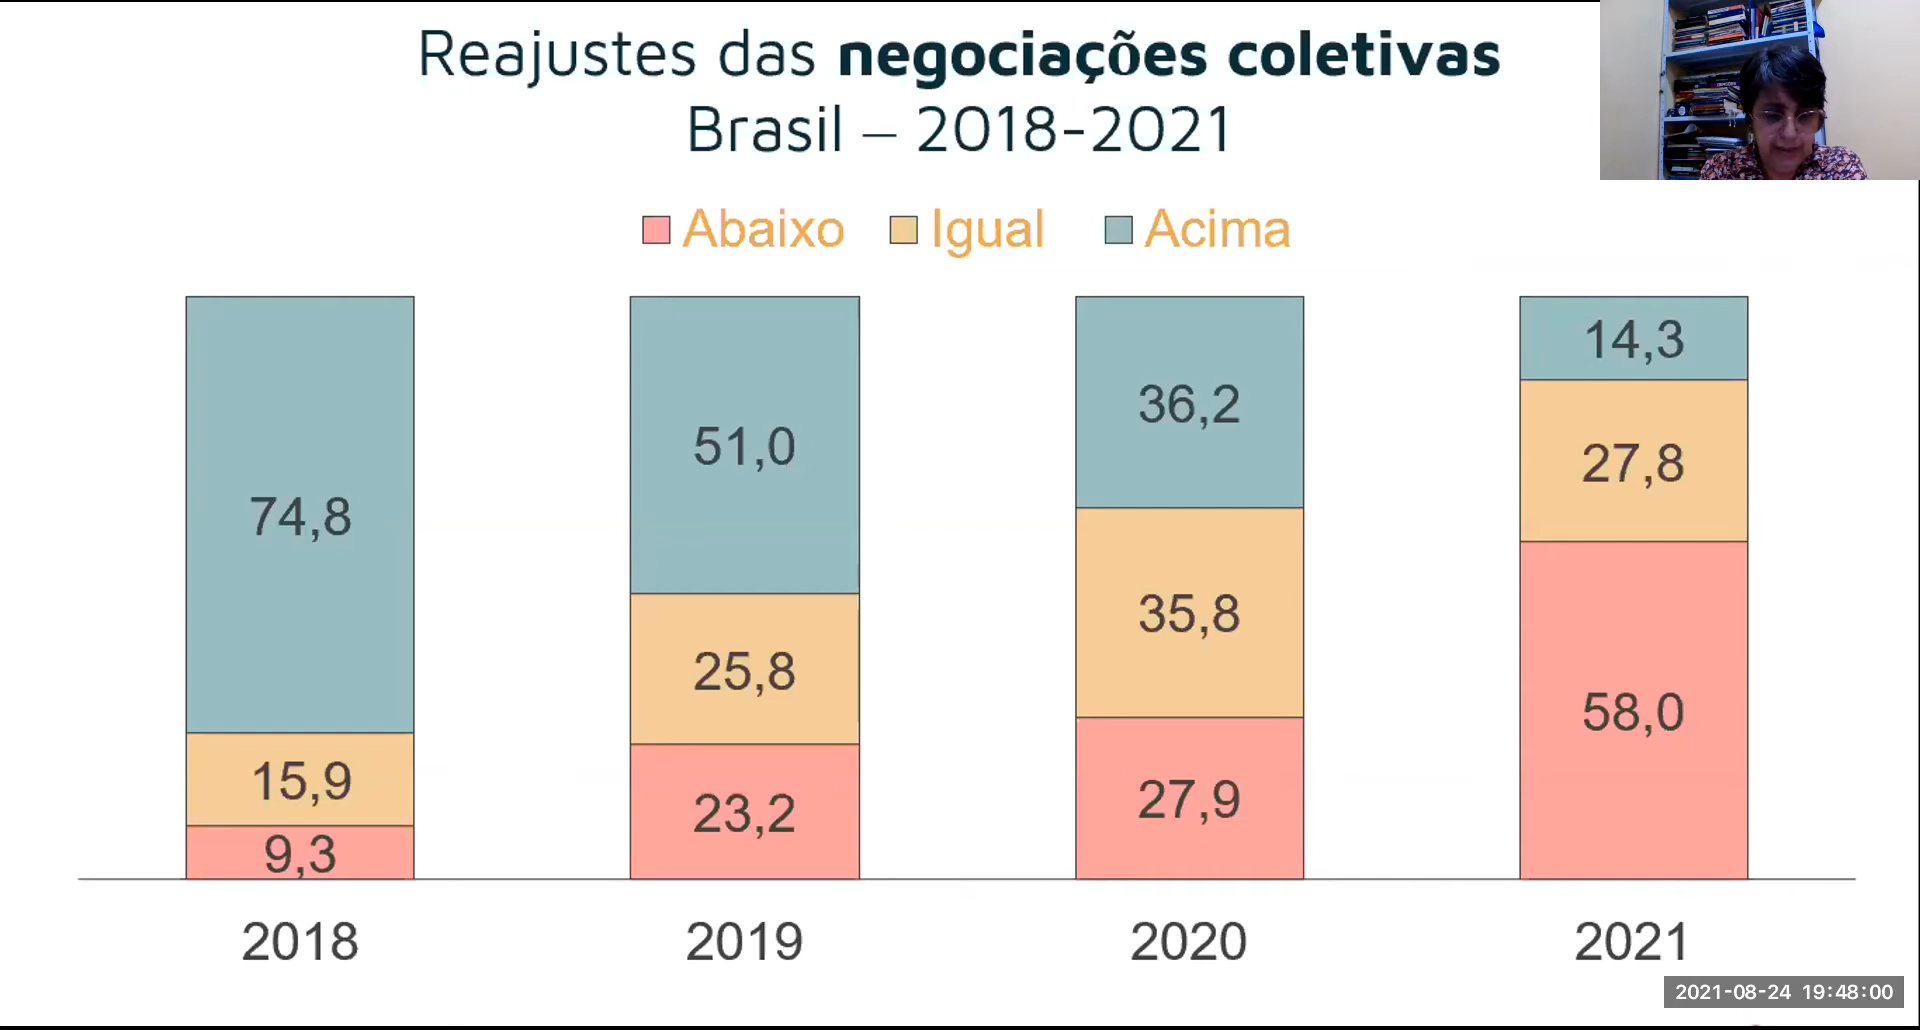 Reajustes das negociações coletivas
Brasil – 2018-2021
Abaixo Igual Acima
74,8 51,0 36,2 14,3
15,9 25,8 35,8 27,8
9,3 23,2 27,9 58,0
2018 2019 2020 2021
2021-08-24 19:48:00